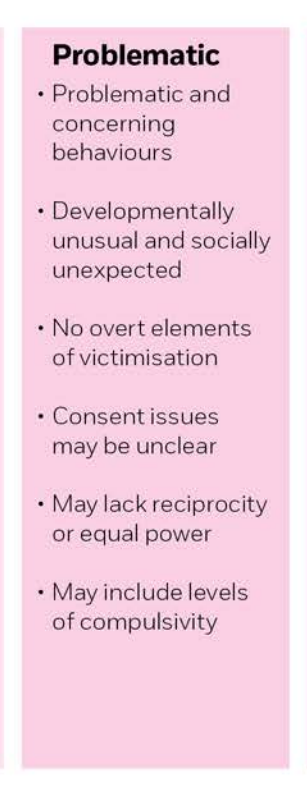 Problematic
• Problematic and
concerning
behaviours
• Developmentally
unusual and socially
unexpected
• No overt elements
of victimisation
• Consent issues
may be unclear
• May lack reciprocity
or equal power
• May include levels
of compulsivity